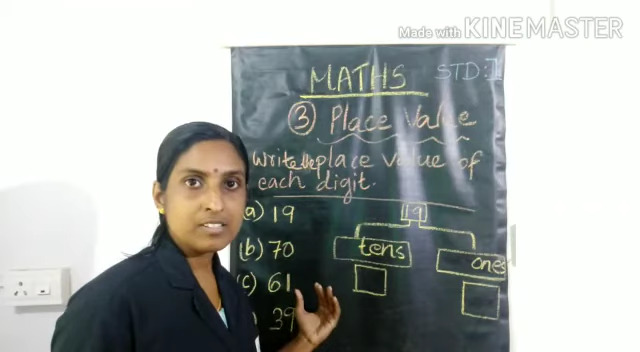 Made with KINEMASTER
MATHS STD:I
③ Place Value
Write the place value of
each digit.
a) 19
(b) 70
(c) 61
) 39
19
tens
ones